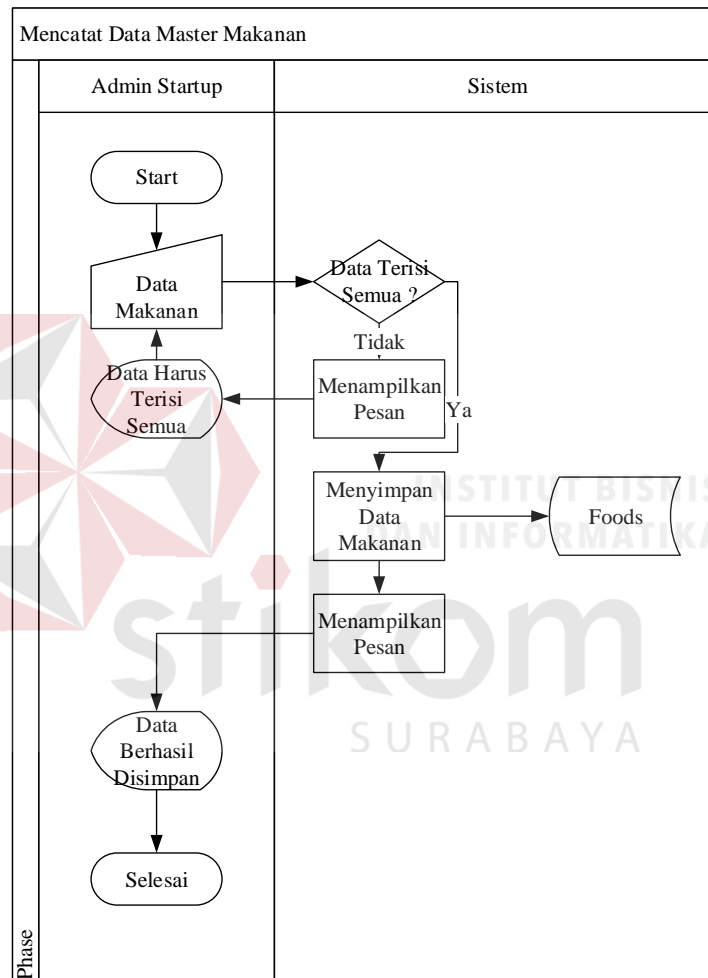 Mencatat Data Master Makanan
Admin Startup
Sistem
Start
Data
Makanan
Data Terisi
Semua ?
Tidak
Ya
Menampilkan
Pesan
Data Harus
Terisi
Semua
Menyimpan
Data
Makanan
Foods
Menampilkan
Pesan
Data
Berhasil
Disimpan
Selesai
Phase
INSTITUT BISNIS
DAN INFORMATIKA
stikom
SURABAYA